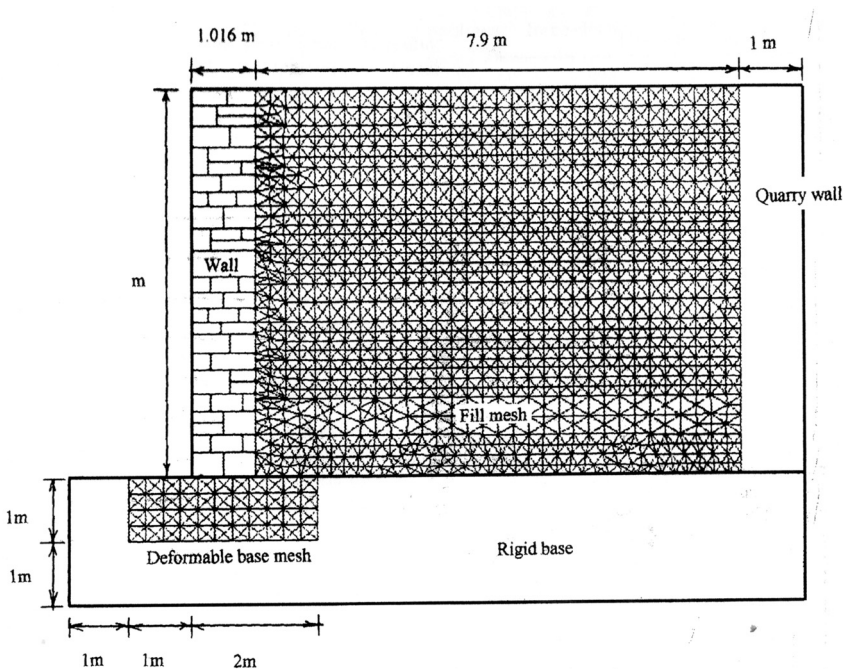 1.016 m
7.9 m
1 m
Quarry wall
Wall
m
Fill mesh
1m
Deformable base mesh
Rigid base
1m
1m
1m
2m